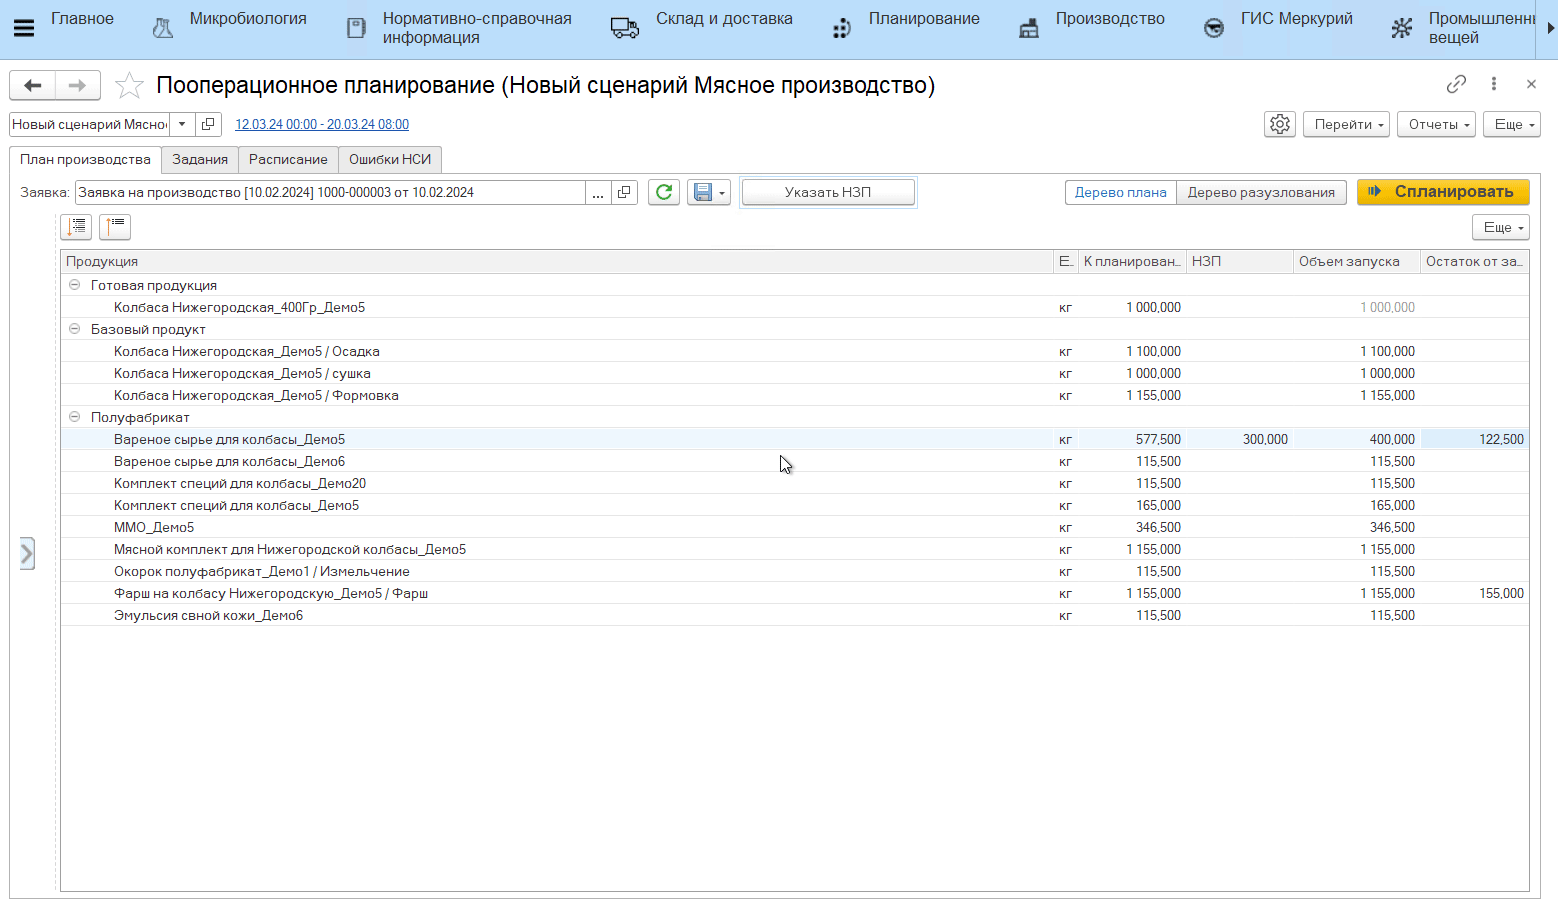 Главное
Микробиология
Нормативно-справочная
информация
Склад и доставка
Планирование
Производство
ГИС Меркурий
Промышленны
вещей
Пооперационное планирование (Новый сценарий Мясное производство)
Новый сценарий Мясно
12.03.24 00:00 - 20.03.24 08:00
Перейти
Отчеты
Еще
План производства
Задания
Расписание
Ошибки НСИ
Заявка:
Заявка на производство [10.02.2024] 1000-000003 от 10.02.2024
...
Указать НЗП
Дерево плана
Дерево разузлования
Спланировать
Еще
Продукция Е.. К планирован... НЗП Объем запуска Остаток от за...
Готовая продукция
Колбаса Нижегородская_400Гр_Демо5 кг 1 000,000 1 000,000
Базовый продукт
Колбаса Нижегородская_Демо5 / Осадка кг 1 100,000 1 100,000
Колбаса Нижегородская_Демо5 / сушка кг 1 000,000 1 000,000
Колбаса Нижегородская_Демо5 / Формовка кг 1 155,000 1 155,000
Полуфабрикат
Вареное сырье для колбасы_Демо5 кг 577,500 300,000 400,000 122,500
Вареное сырье для колбасы_Демо6 кг 115,500 115,500
Комплект специй для колбасы_Демо20 кг 115,500 115,500
Комплект специй для колбасы_Демо5 кг 165,000 165,000
ММО_Демо5 кг 346,500 346,500
Мясной комплект для Нижегородской колбасы_Демо5 кг 1 155,000 1 155,000
Окорок полуфабрикат_Демо1 / Измельчение кг 115,500 115,500
Фарш на колбасу Нижегородскую_Демо5 / Фарш кг 1 155,000 1 155,000 155,000
Эмульсия свной кожи_Демо6 кг 115,500 115,500